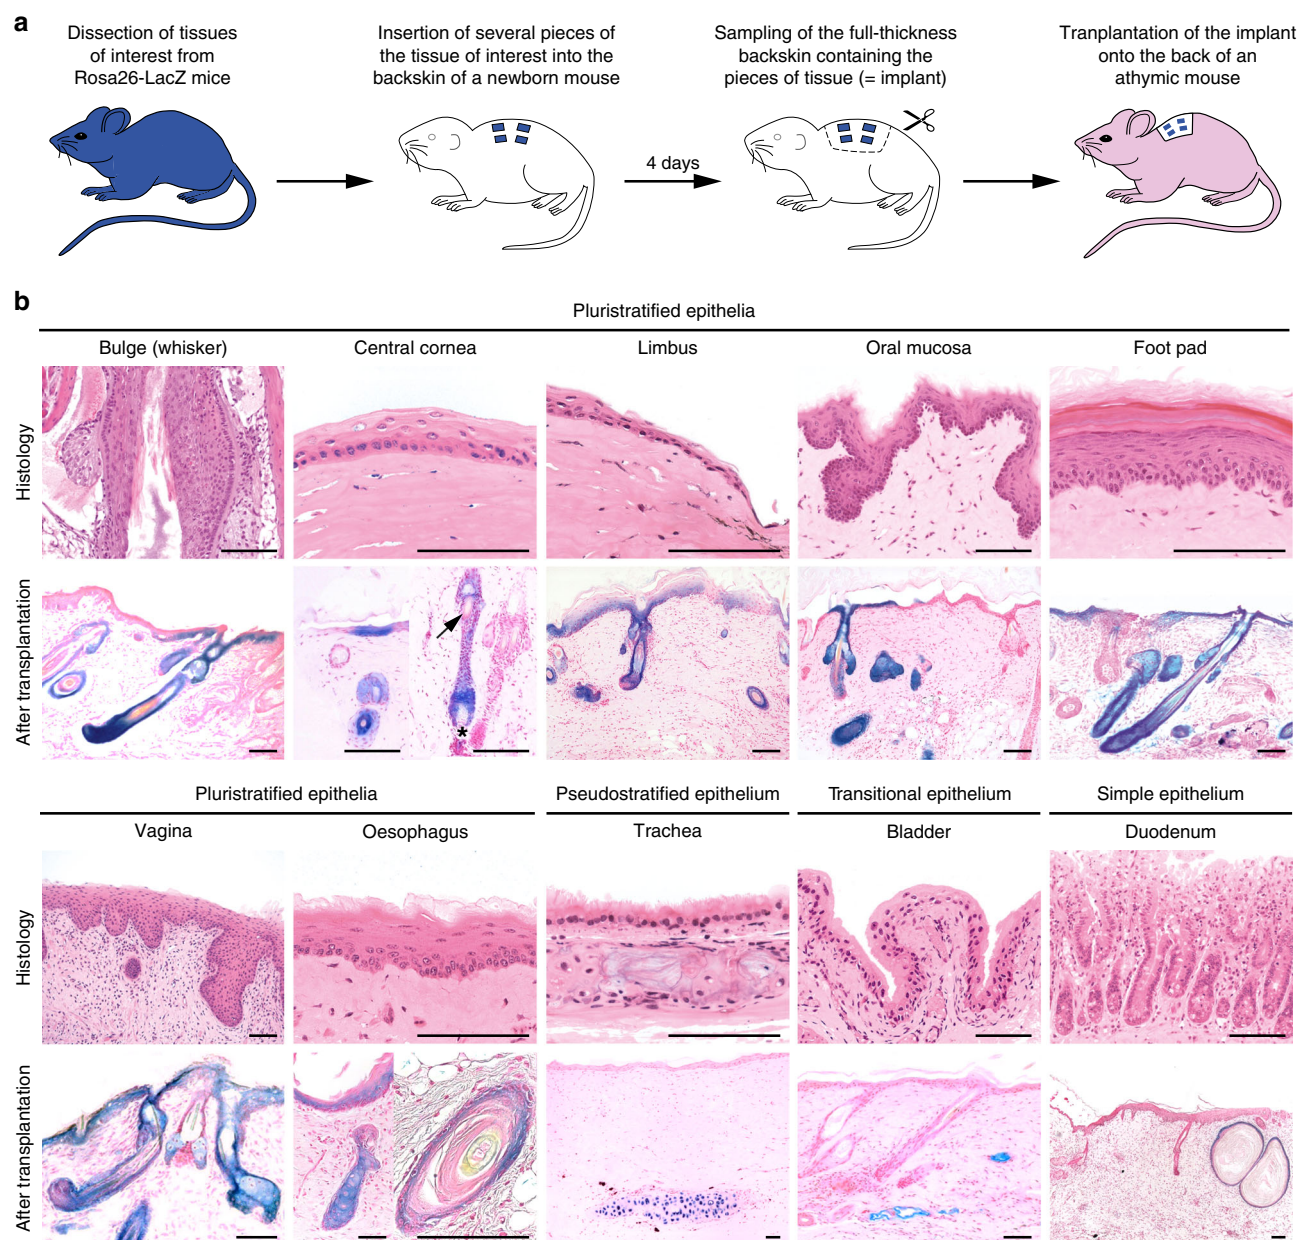 a
Dissection of tissues
of interest from
Rosa26-LacZ mice
Insertion of several pieces of
the tissue of interest into the
backskin of a newborn mouse
Sampling of the full-thickness
backskin containing the
pieces of tissue (= implant)
Tranplantation of the implant
onto the back of an
athymic mouse
4 days
b
Pluristratified epithelia
Bulge (whisker)
Central cornea
Limbus
Oral mucosa
Foot pad
Histology
After transplantation
*
Pluristratified epithelia
Pseudostratified epithelium
Transitional epithelium
Simple epithelium
Vagina
Oesophagus
Trachea
Bladder
Duodenum
Histology
After transplantation